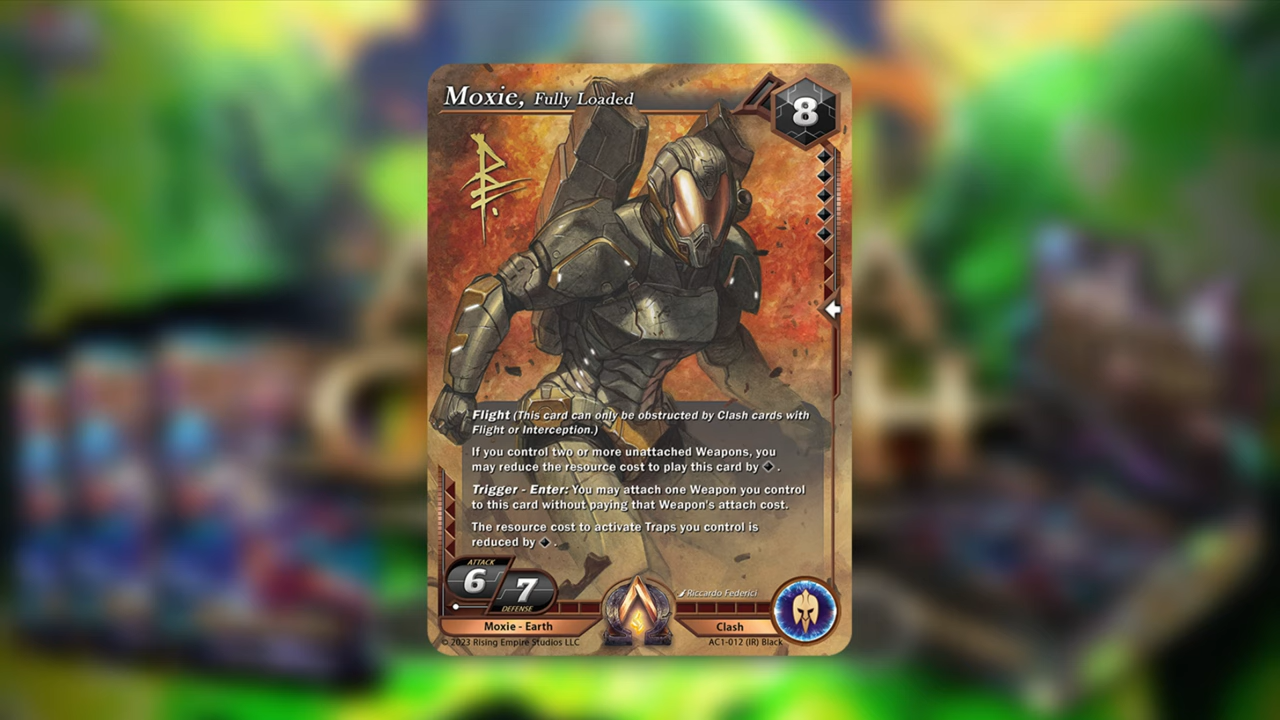 Moxie, Fully Loaded
8
Flight (This card can only be obstructed by Clash cards with
Flight or Interception.)
If you control two or more unattached Weapons, you
may reduce the resource cost to play this card by .
Trigger - Enter: You may attach one Weapon you control
to this card without paying that Weapon's attach cost.
The resource cost to activate Traps you control is
reduced by .
ATTACK
6
7
DEFENSE
Riccardo Federici
Moxie - Earth
Clash
© 2023 Rising Empire Studios LLC
AC1-012 (IR) Black